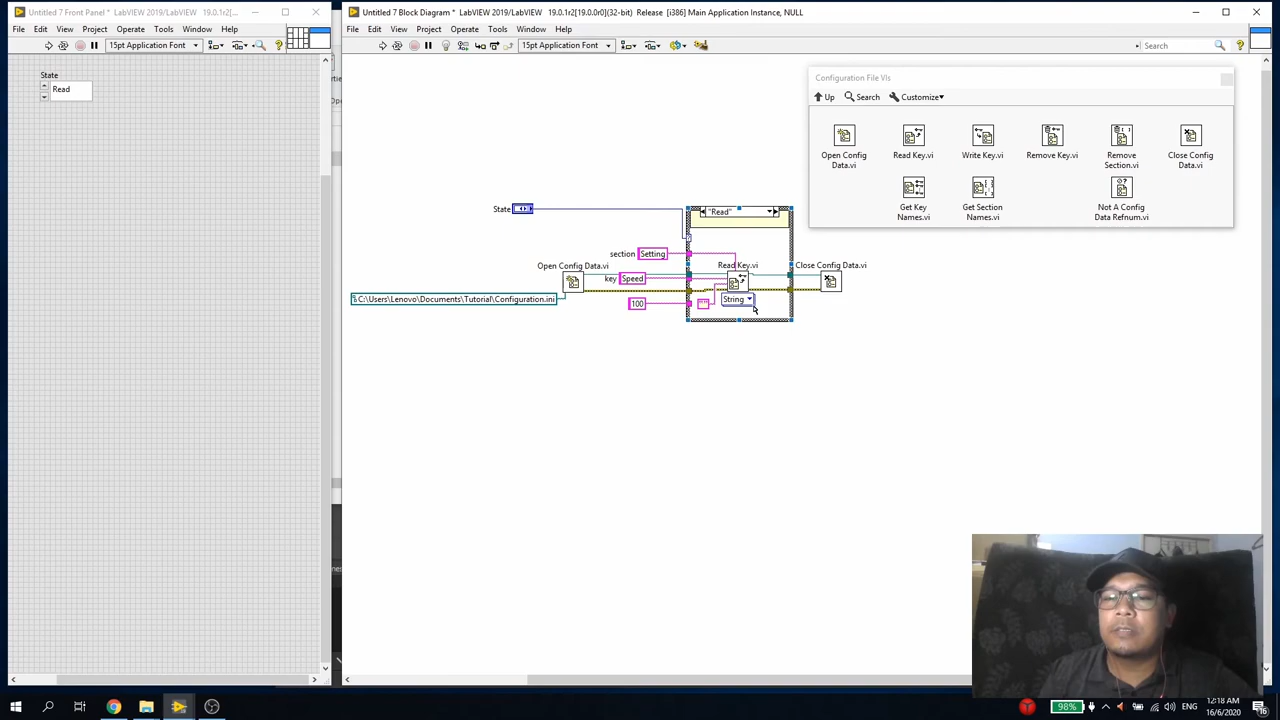 Untitled 7 Front Panel * LabVIEW 2019/LabVIEW 19.0.1r2[...
File Edit View Project Operate Tools Window Help
15pt Application Font
State
Read
Untitled 7 Block Diagram * LabVIEW 2019/LabVIEW 19.0.1r2[19.0.0r0](32-bit) Release [i386] Main Application Instance, NULL
File Edit View Project Operate Tools Window Help
15pt Application Font
Search
Configuration File VIs
Up Search Customize
Open Config Data.vi
Read Key.vi
Write Key.vi
Remove Key.vi
Remove Section.vi
Close Config Data.vi
Get Key Names.vi
Get Section Names.vi
Not A Config Data Refnum.vi
State
"Read"
section Setting
Open Config Data.vi
Read Key.vi
Close Config Data.vi
key Speed
C:\Users\Lenovo\Documents\Tutorial\Configuration.ini
100
String
98%
ENG
12:18 AM
16/6/2020
16